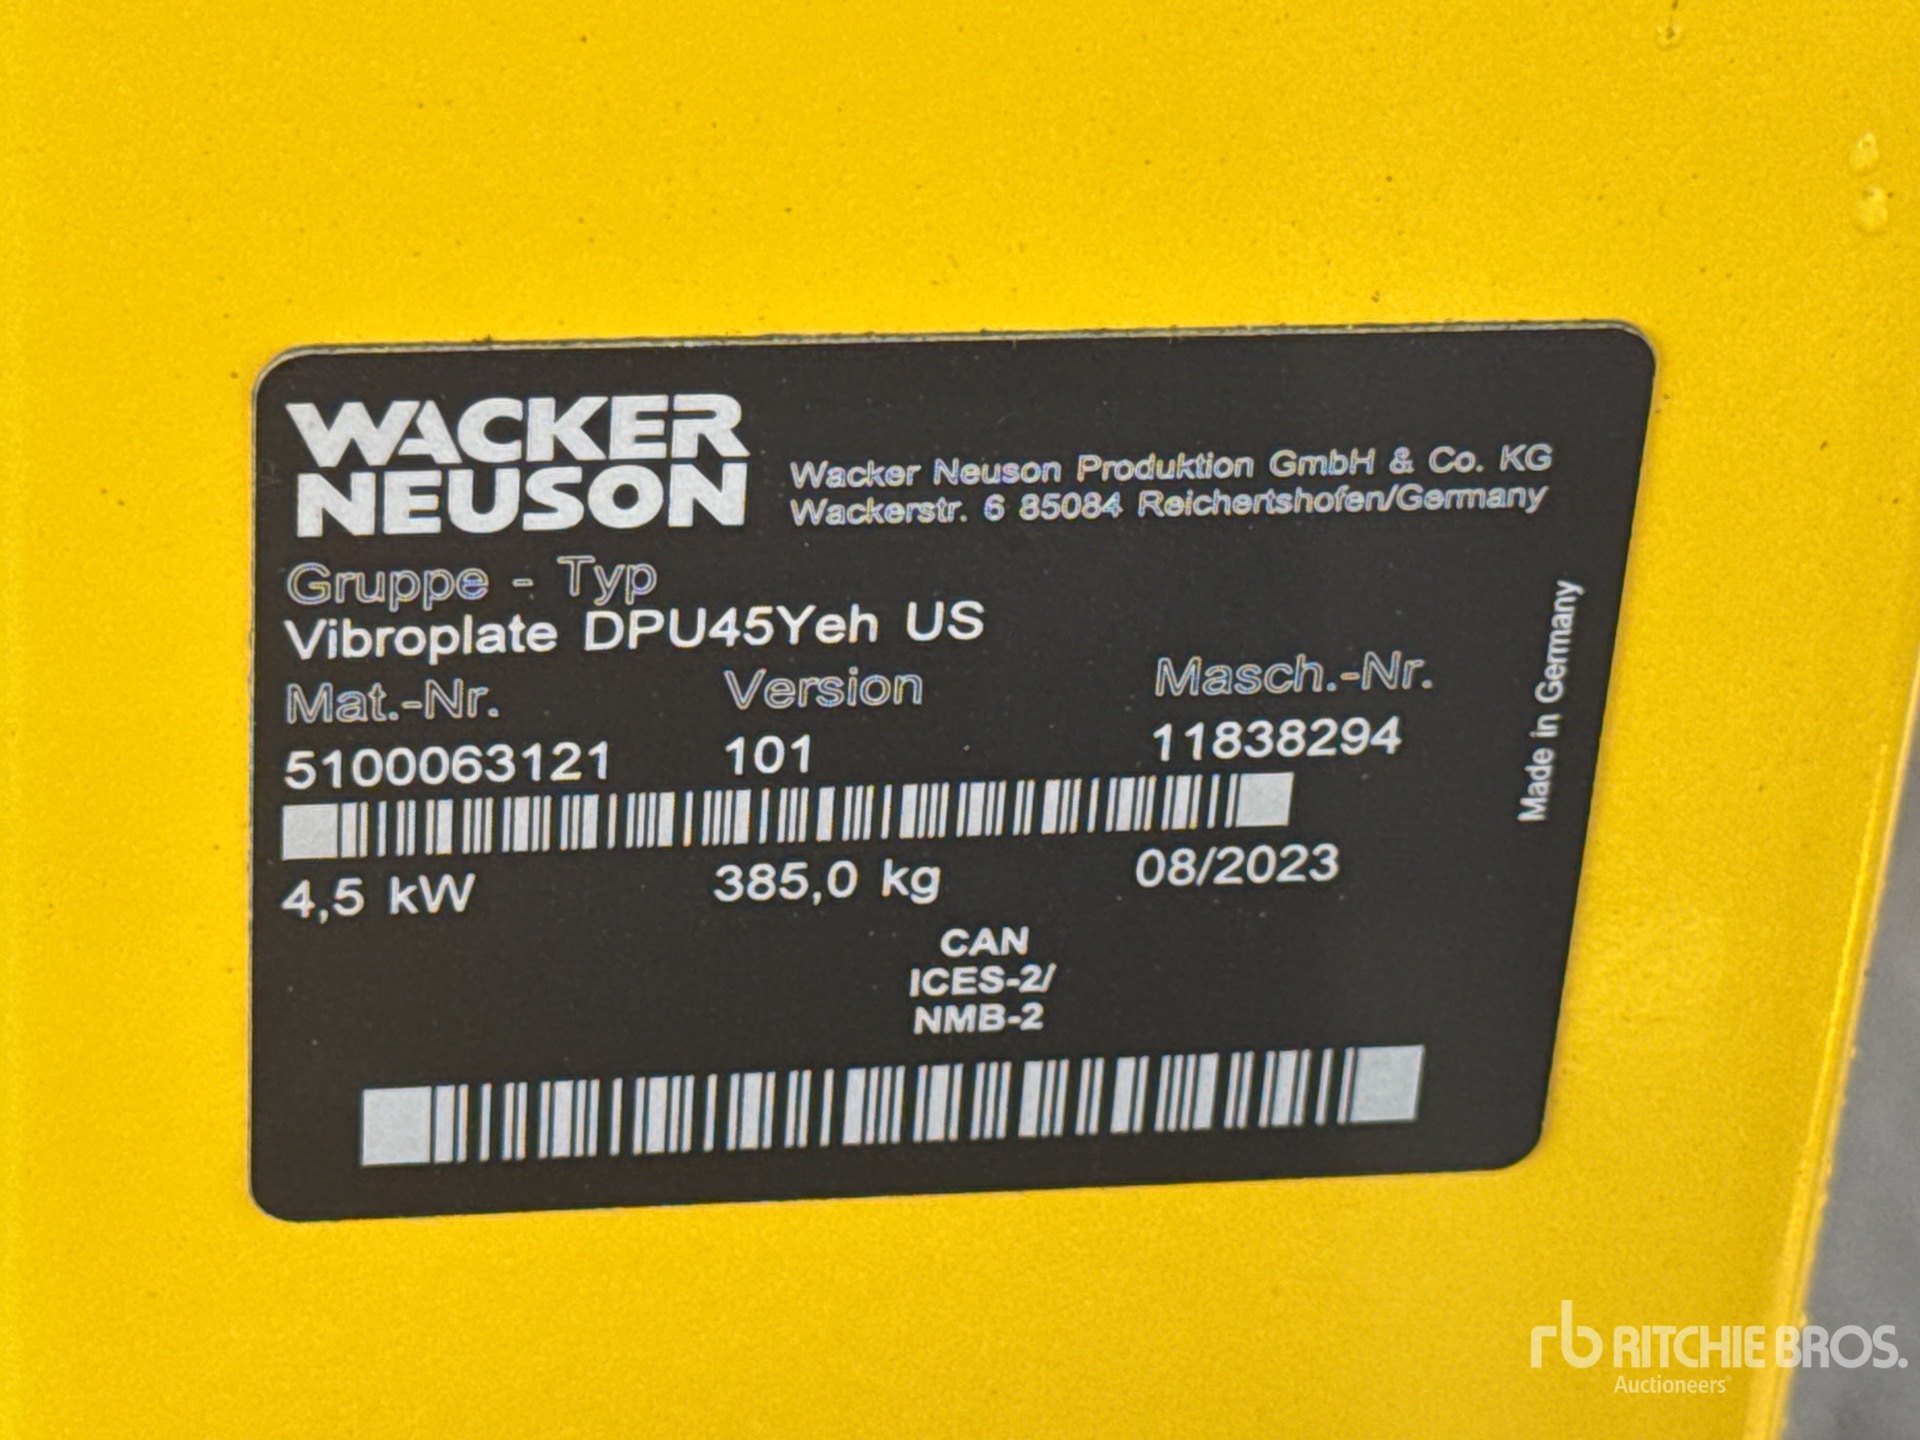 WACKER
NEUSON
Wacker Neuson Produktion GmbH & Co. KG
Wackerstr. 6 85084 Reichertshofen/Germany
Gruppe - Typ
Vibroplate DPU45Yeh US
Mat.-Nr. Version Masch.-Nr.
5100063121 101 11838294
4,5 kW 385,0 kg 08/2023
CAN
ICES-2/
NMB-2
Made in Germany
rb RITCHIE BROS.
Auctioneers